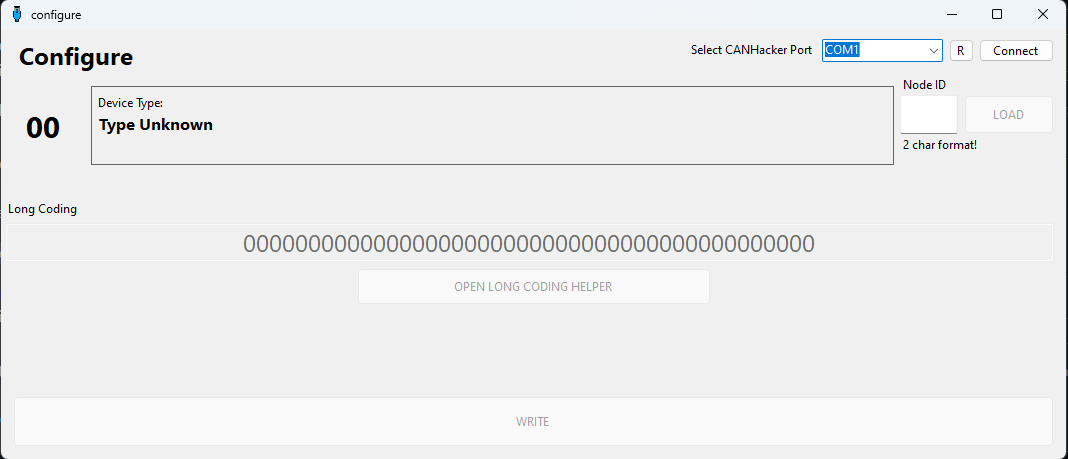 configure
Configure
Select CANHacker Port COM1 R Connect
Node ID
00
Device Type:
Type Unknown
LOAD
2 char format!
Long Coding
00000000000000000000000000000000000000000000
OPEN LONG CODING HELPER
WRITE